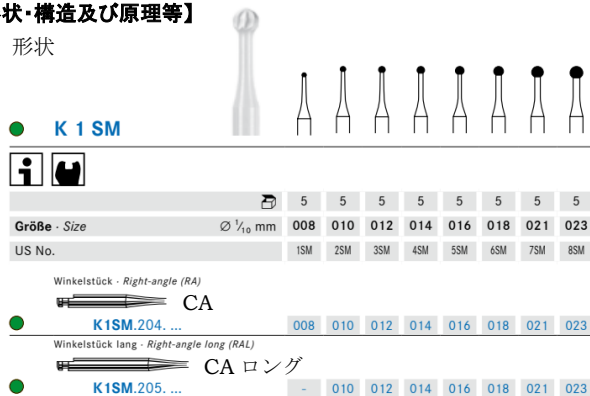 状・構造及び原理等】
形状
K 1 SM
5 5 5 5 5 5 5 5
Größe · Size Ø 1/10 mm 008 010 012 014 016 018 021 023
US No. 1SM 2SM 3SM 4SM 5SM 6SM 7SM 8SM
Winkelstück · Right-angle (RA)
CA
K1SM.204. ... 008 010 012 014 016 018 021 023
Winkelstück lang · Right-angle long (RAL)
CA ロング
K1SM.205. ... - 010 012 014 016 018 021 023